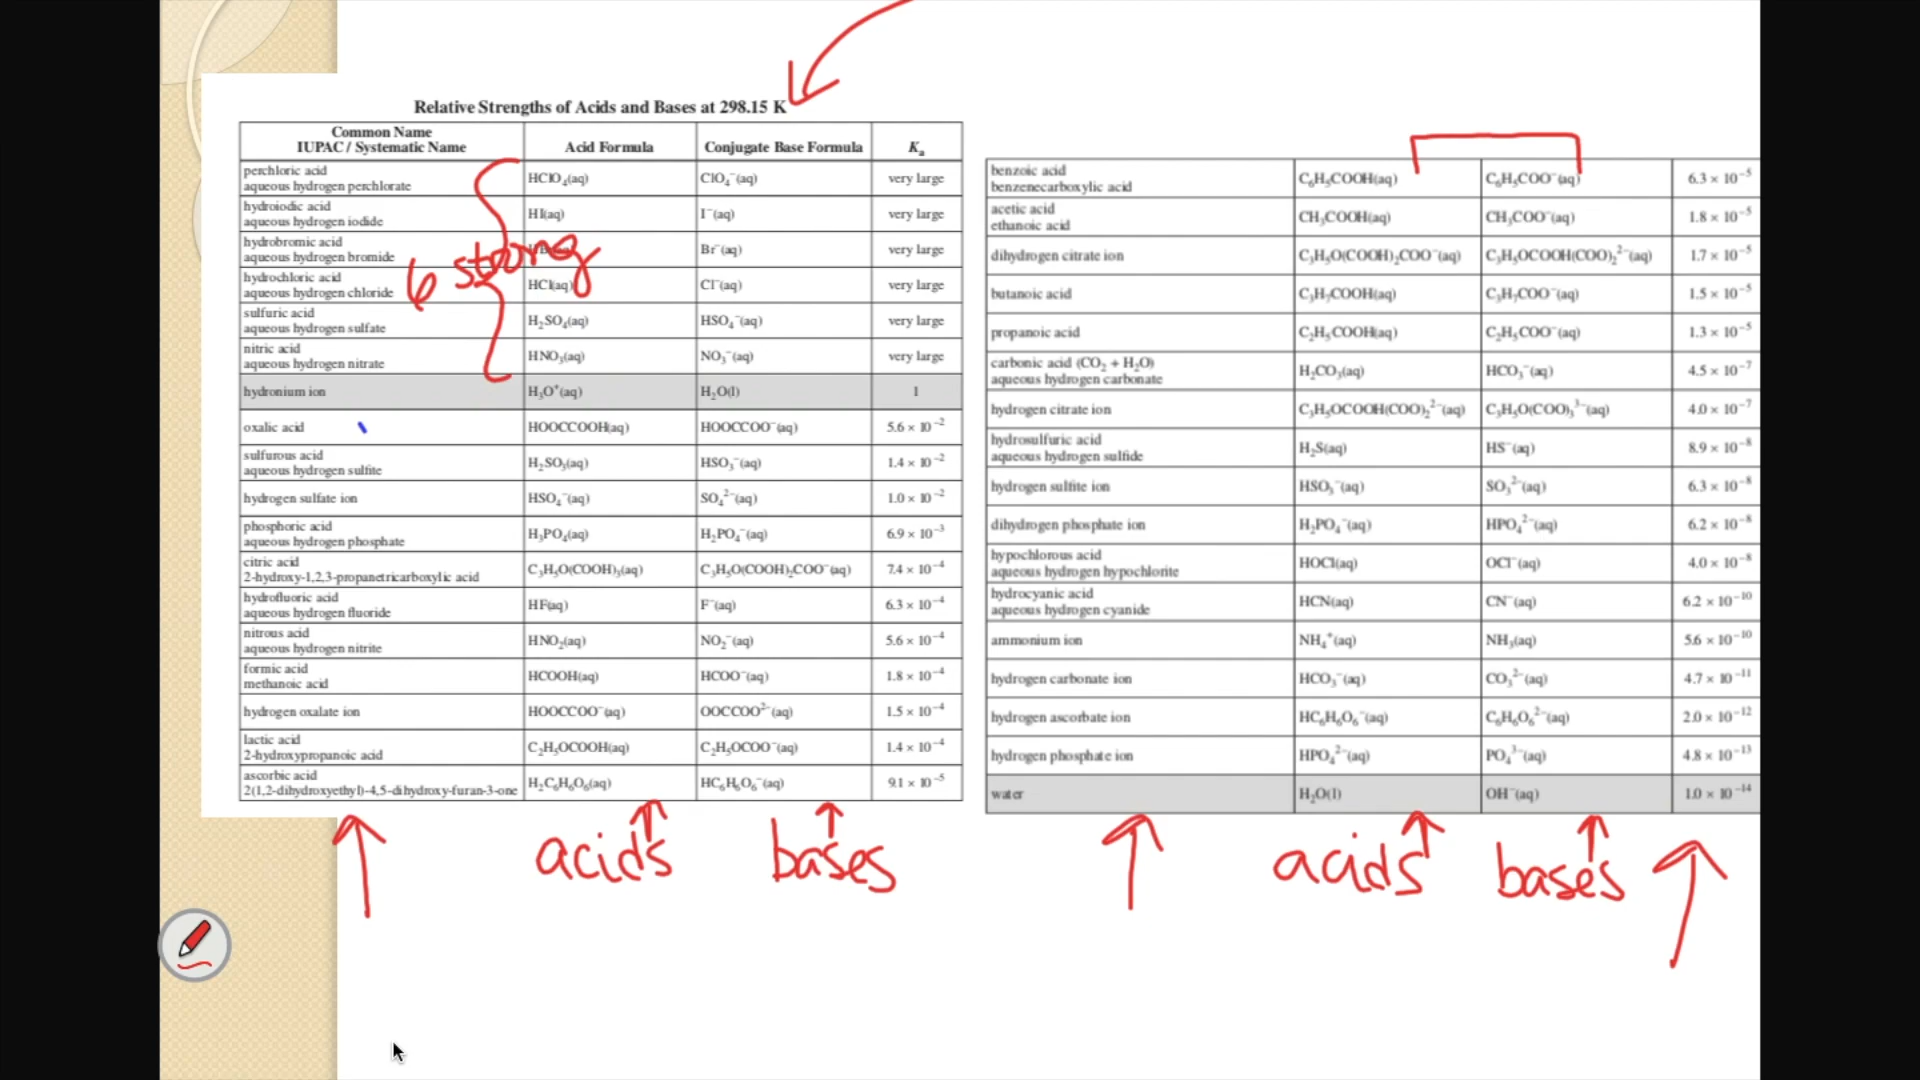 Relative Strengths of Acids and Bases at 298.15 K
Common Name
IUPAC / Systematic Name Acid Formula Conjugate Base Formula Kₐ
perchloric acid
aqueous hydrogen perchlorate HClO₄(aq) ClO₄⁻(aq) very large
hydroiodic acid
aqueous hydrogen iodide HI(aq) I⁻(aq) very large
hydrobromic acid
aqueous hydrogen bromide Br⁻(aq) very large
hydrochloric acid
aqueous hydrogen chloride HCl(aq) Cl⁻(aq) very large
6 strong
sulfuric acid
aqueous hydrogen sulfate H₂SO₄(aq) HSO₄⁻(aq) very large
nitric acid
aqueous hydrogen nitrate HNO₃(aq) NO₃⁻(aq) very large
hydronium ion H₃O⁺(aq) H₂O(l) 1
oxalic acid HOOCCOOH(aq) HOOCCOO⁻(aq) 5.6 × 10⁻²
sulfurous acid
aqueous hydrogen sulfite H₂SO₃(aq) HSO₃⁻(aq) 1.4 × 10⁻²
hydrogen sulfate ion HSO₄⁻(aq) SO₄²⁻(aq) 1.0 × 10⁻²
phosphoric acid
aqueous hydrogen phosphate H₃PO₄(aq) H₂PO₄⁻(aq) 6.9 × 10⁻³
citric acid
2-hydroxy-1,2,3-propanetricarboxylic acid C₃H₅O(COOH)₃(aq) C₃H₅O(COOH)₂COO⁻(aq) 7.4 × 10⁻⁴
hydrofluoric acid
aqueous hydrogen fluoride HF(aq) F⁻(aq) 6.3 × 10⁻⁴
nitrous acid
aqueous hydrogen nitrite HNO₂(aq) NO₂⁻(aq) 5.6 × 10⁻⁴
formic acid
methanoic acid HCOOH(aq) HCOO⁻(aq) 1.8 × 10⁻⁴
hydrogen oxalate ion HOOCCOO⁻(aq) OOCCOO²⁻(aq) 1.5 × 10⁻⁴
lactic acid
2-hydroxypropanoic acid C₂H₅OCOOH(aq) C₂H₅OCOO⁻(aq) 1.4 × 10⁻⁴
ascorbic acid
2(1,2-dihydroxyethyl)-4,5-dihydroxy-furan-3-one H₂C₆H₆O₆(aq) HC₆H₆O₆⁻(aq) 9.1 × 10⁻⁵
acids bases
benzoic acid
benzenecarboxylic acid C₆H₅COOH(aq) C₆H₅COO⁻(aq) 6.3 × 10⁻⁵
acetic acid
ethanoic acid CH₃COOH(aq) CH₃COO⁻(aq) 1.8 × 10⁻⁵
dihydrogen citrate ion C₃H₅O(COOH)₂COO⁻(aq) C₃H₅OCOOH(COO)₂²⁻(aq) 1.7 × 10⁻⁵
butanoic acid C₃H₇COOH(aq) C₃H₇COO⁻(aq) 1.5 × 10⁻⁵
propanoic acid C₂H₅COOH(aq) C₂H₅COO⁻(aq) 1.3 × 10⁻⁵
carbonic acid (CO₂ + H₂O)
aqueous hydrogen carbonate H₂CO₃(aq) HCO₃⁻(aq) 4.5 × 10⁻⁷
hydrogen citrate ion C₃H₅OCOOH(COO)₂²⁻(aq) C₃H₅O(COO)₃³⁻(aq) 4.0 × 10⁻⁷
hydrosulfuric acid
aqueous hydrogen sulfide H₂S(aq) HS⁻(aq) 8.9 × 10⁻⁸
hydrogen sulfite ion HSO₃⁻(aq) SO₃²⁻(aq) 6.3 × 10⁻⁸
dihydrogen phosphate ion H₂PO₄⁻(aq) HPO₄²⁻(aq) 6.2 × 10⁻⁸
hypochlorous acid
aqueous hydrogen hypochlorite HOCl(aq) OCl⁻(aq) 4.0 × 10⁻⁸
hydrocyanic acid
aqueous hydrogen cyanide HCN(aq) CN⁻(aq) 6.2 × 10⁻¹⁰
ammonium ion NH₄⁺(aq) NH₃(aq) 5.6 × 10⁻¹⁰
hydrogen carbonate ion HCO₃⁻(aq) CO₃²⁻(aq) 4.7 × 10⁻¹¹
hydrogen ascorbate ion HC₆H₆O₆⁻(aq) C₆H₆O₆²⁻(aq) 2.0 × 10⁻¹²
hydrogen phosphate ion HPO₄²⁻(aq) PO₄³⁻(aq) 4.8 × 10⁻¹³
water H₂O(l) OH⁻(aq) 1.0 × 10⁻¹⁴
acids bases